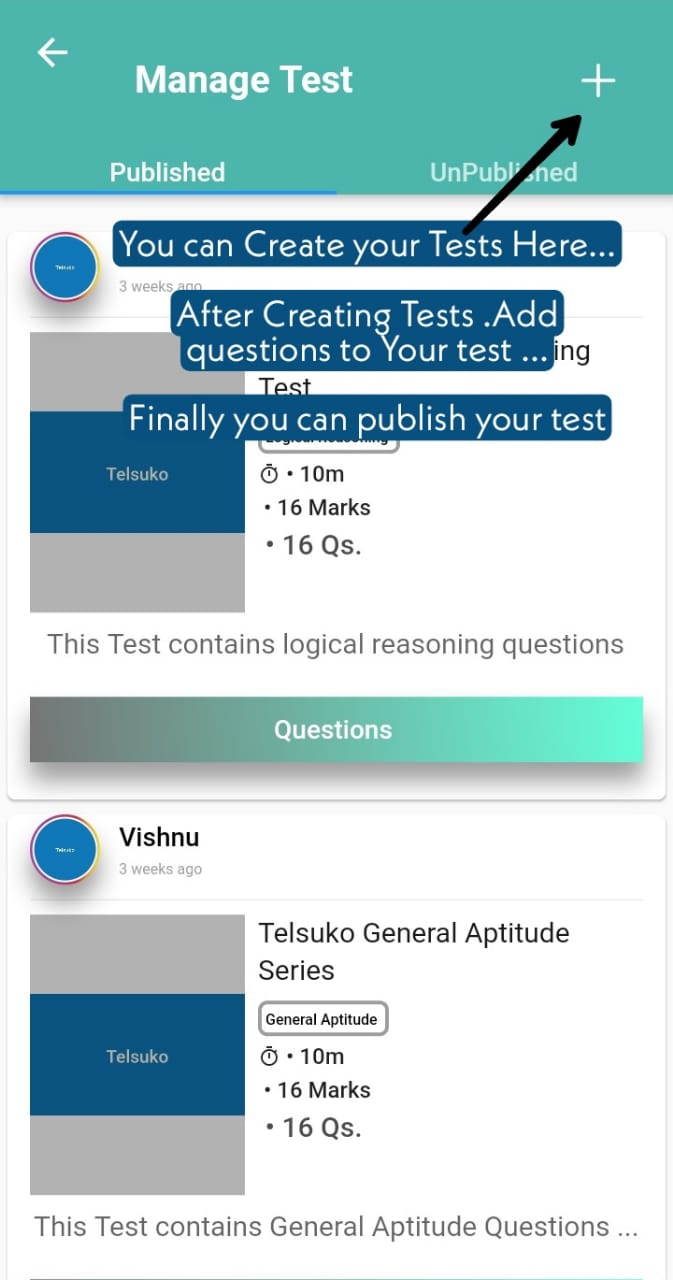 Manage Test
Published
UnPublished
You can Create your Tests Here...
3 weeks ago
After Creating Tests .Add
questions to Your test ...
ing
Test
Finally you can publish your test
Logical Reasoning
Telsuko
• 10m
• 16 Marks
• 16 Qs.
This Test contains logical reasoning questions
Questions
Telsuko
Vishnu
3 weeks ago
Telsuko General Aptitude
Series
General Aptitude
Telsuko
• 10m
• 16 Marks
• 16 Qs.
This Test contains General Aptitude Questions ...